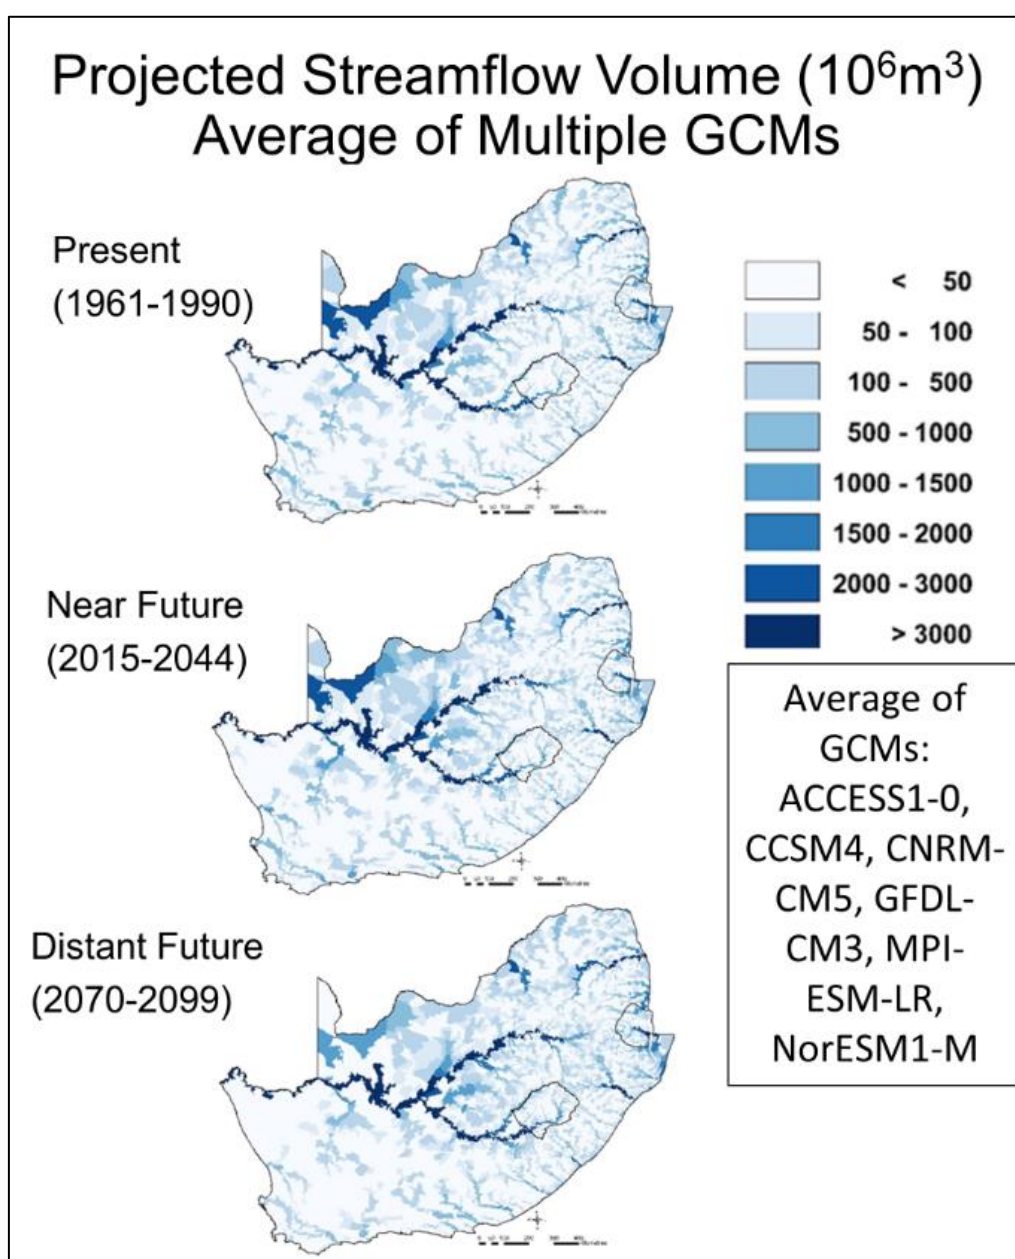 Projected Streamflow Volume (10⁶m³)
Average of Multiple GCMs
Present
(1961-1990)
Near Future
(2015-2044)
Distant Future
(2070-2099)
< 50
50 - 100
100 - 500
500 - 1000
1000 - 1500
1500 - 2000
2000 - 3000
> 3000
Average of
GCMs:
ACCESS1-0,
CCSM4, CNRM-
CM5, GFDL-
CM3, MPI-
ESM-LR,
NorESM1-M